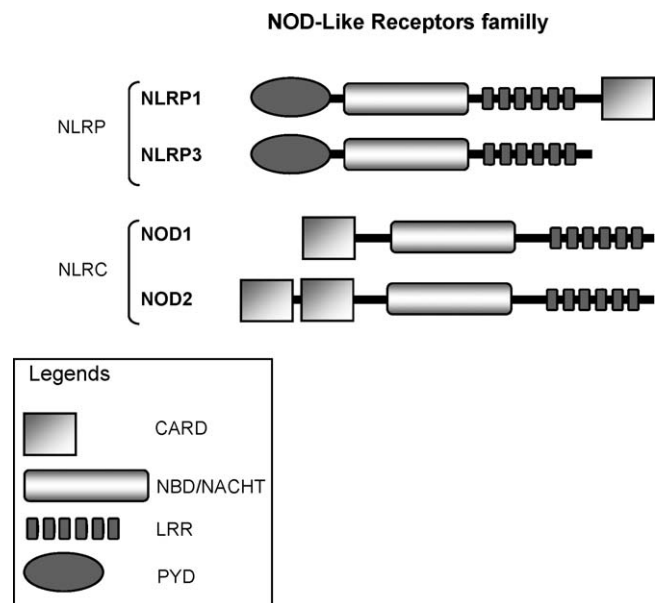 NOD-Like Receptors familly
NLRP
NLRP1
NLRP3
NLRC
NOD1
NOD2
Legends
CARD
NBD/NACHT
LRR
PYD